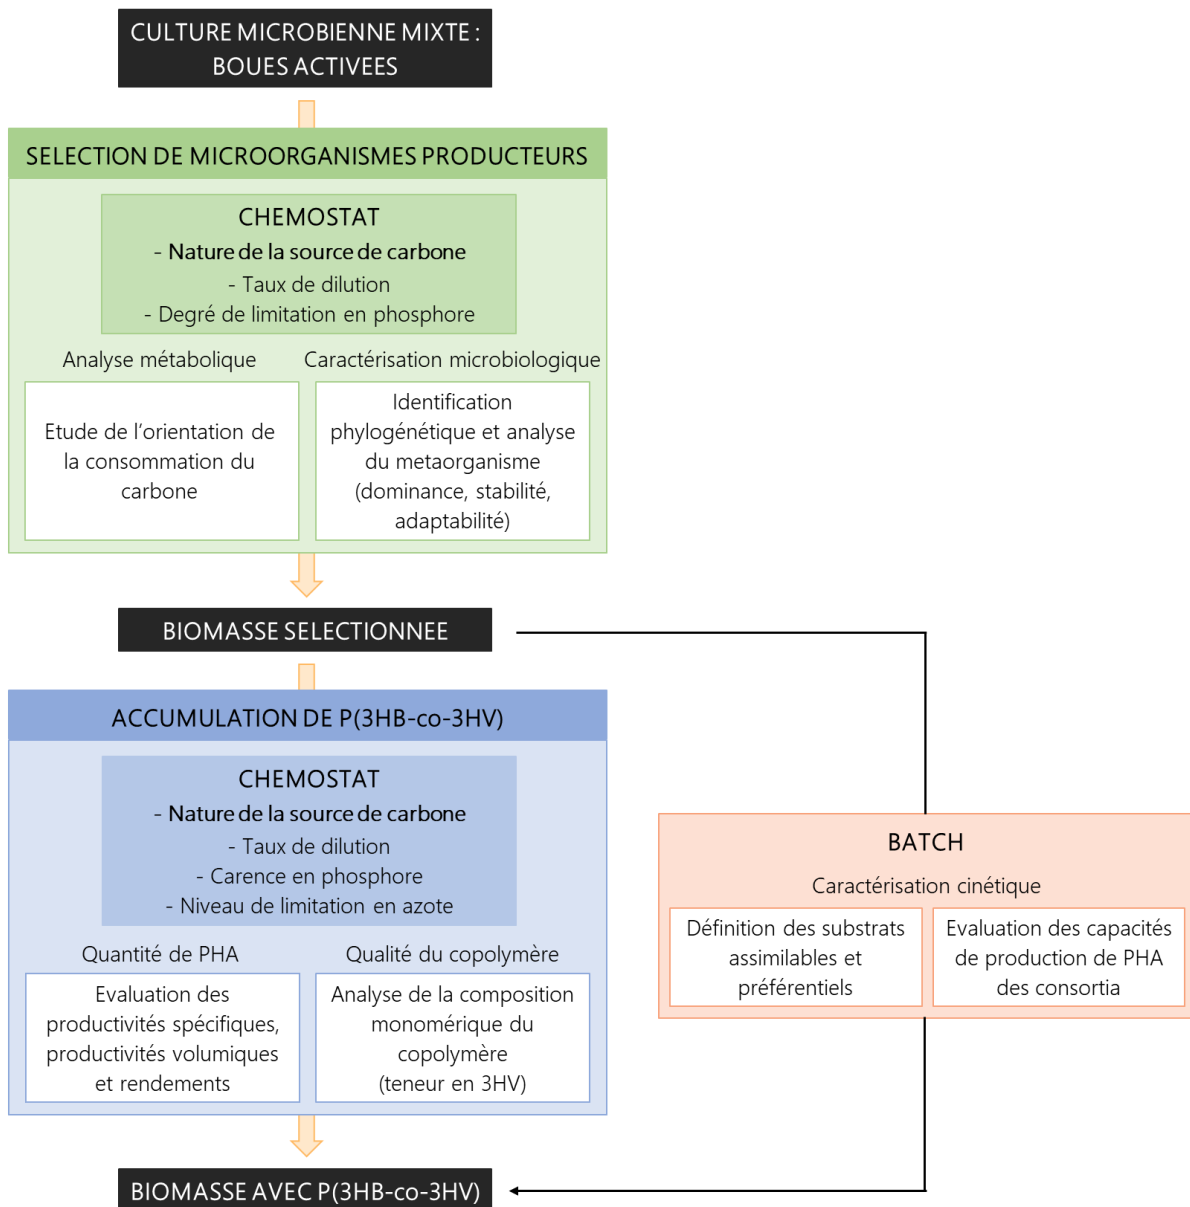 CULTURE MICROBIENNE MIXTE :
BOUES ACTIVEES
SELECTION DE MICROORGANISMES PRODUCTEURS
CHEMOSTAT
- Nature de la source de carbone
- Taux de dilution
- Degré de limitation en phosphore
Analyse métabolique
Etude de l'orientation de
la consommation du
carbone
Caractérisation microbiologique
Identification
phylogénétique et analyse
du metaorganisme
(dominance, stabilité,
adaptabilité)
BIOMASSE SELECTIONNEE
ACCUMULATION DE P(3HB-co-3HV)
CHEMOSTAT
- Nature de la source de carbone
- Taux de dilution
- Carence en phosphore
- Niveau de limitation en azote
Quantité de PHA
Evaluation des
productivités spécifiques,
productivités volumiques
et rendements
Qualité du copolymère
Analyse de la composition
monomérique du
copolymère
(teneur en 3HV)
BATCH
Caractérisation cinétique
Définition des substrats
assimilables et
préférentiels
Evaluation des capacités
de production de PHA
des consortia
BIOMASSE AVEC P(3HB-co-3HV)